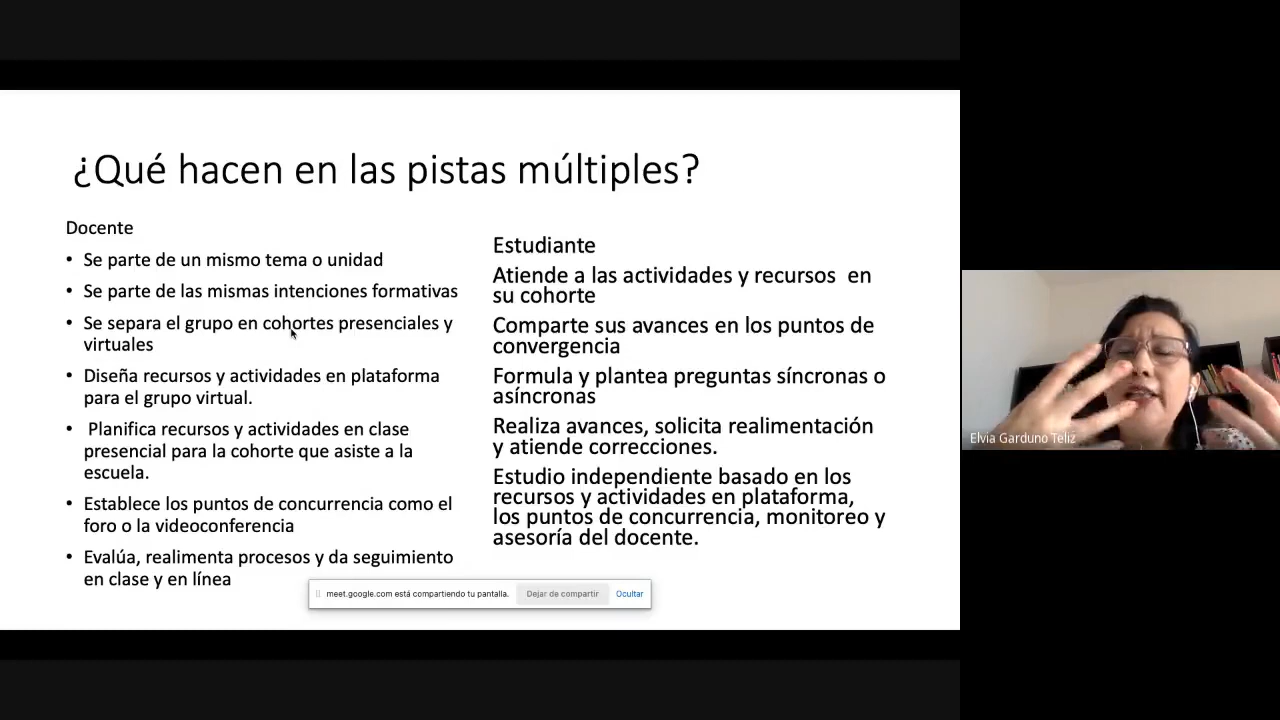 ¿Qué hacen en las pistas múltiples?
Docente
• Se parte de un mismo tema o unidad
• Se parte de las mismas intenciones formativas
• Se separa el grupo en cohortes presenciales y
virtuales
• Diseña recursos y actividades en plataforma
para el grupo virtual.
• Planifica recursos y actividades en clase
presencial para la cohorte que asiste a la
escuela.
• Establece los puntos de concurrencia como el
foro o la videoconferencia
• Evalúa, realimenta procesos y da seguimiento
en clase y en línea
Estudiante
Atiende a las actividades y recursos en
su cohorte
Comparte sus avances en los puntos de
convergencia
Formula y plantea preguntas síncronas o
asíncronas
Realiza avances, solicita realimentación
y atiende correcciones.
Estudio independiente basado en los
recursos y actividades en plataforma,
los puntos de concurrencia, monitoreo y
asesoría del docente.
meet.google.com está compartiendo tu pantalla. Dejar de compartir Ocultar
Elvia Garduno Teliz